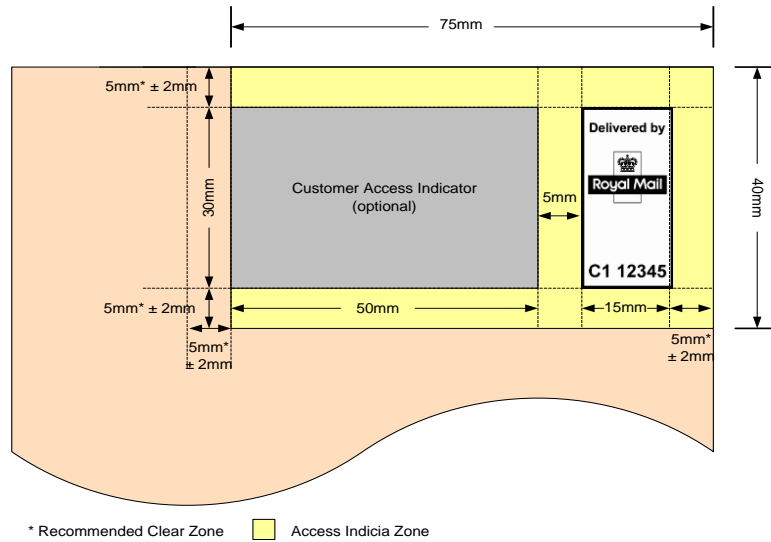 75mm
5mm* ± 2mm
Delivered by
Royal Mail
C1 12345
Customer Access Indicator
(optional)
30mm
5mm
40mm
5mm* ± 2mm
50mm
15mm
5mm*
± 2mm
5mm*
± 2mm
* Recommended Clear Zone
Access Indicia Zone